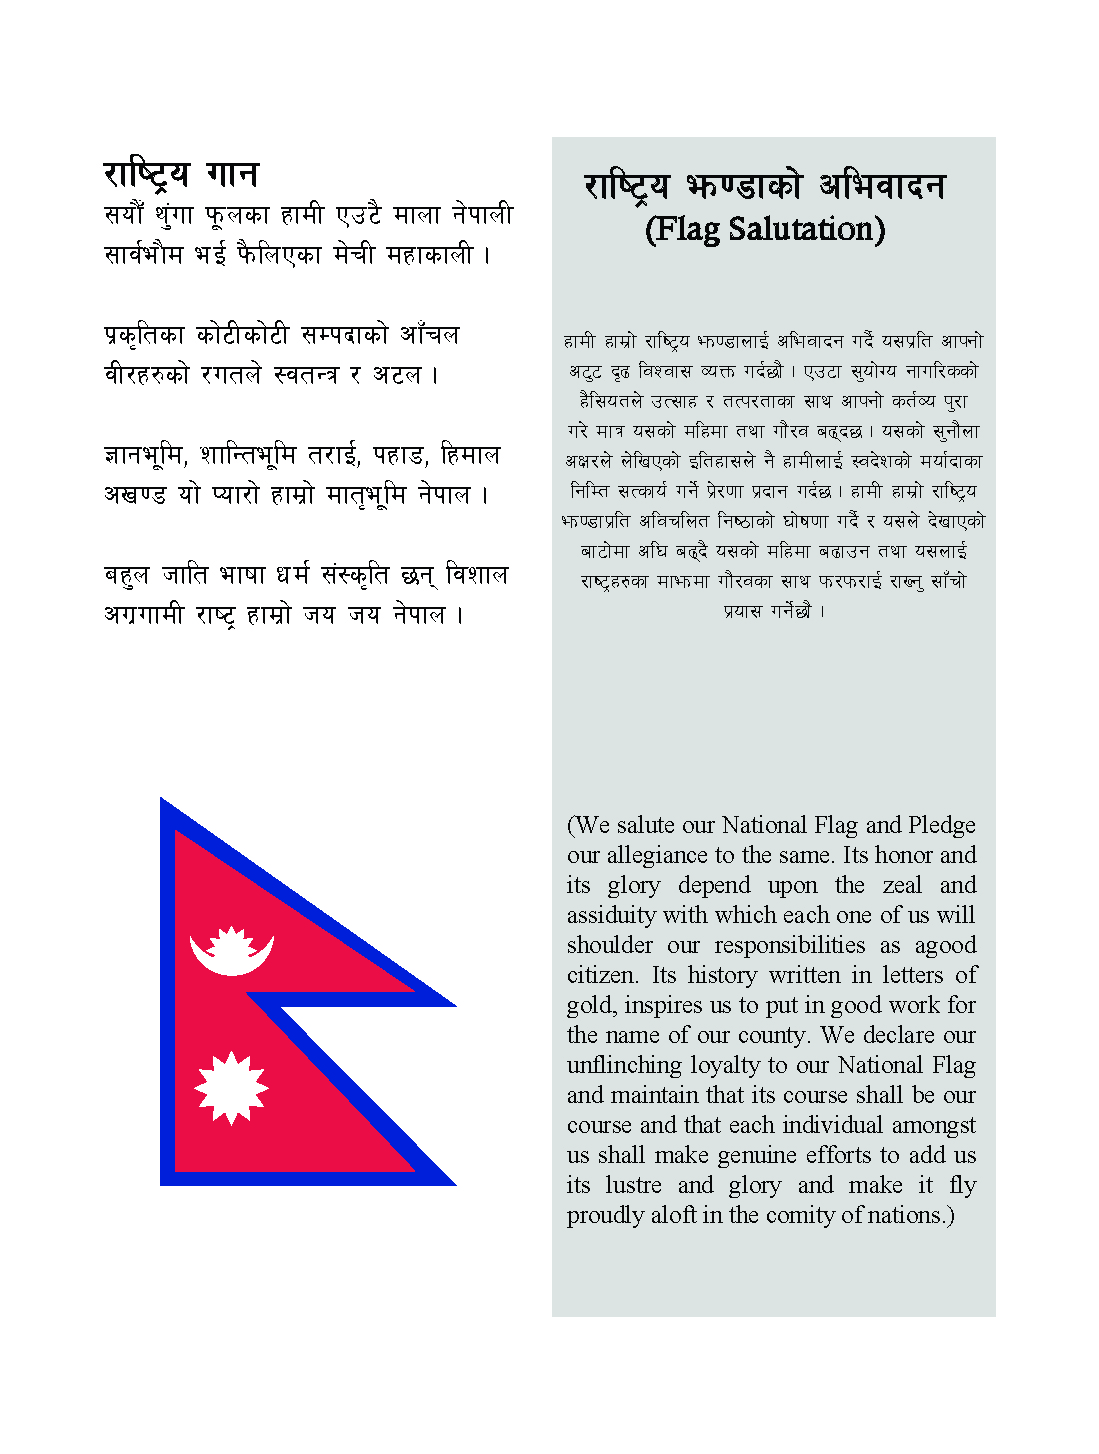 राष्ट्रिय गान
सयौँ थुंगा फूलका हामी एउटै माला नेपाली
सार्वभौम भई फैलिएका मेची महाकाली ।
प्रकृतिका कोटीकोटी सम्पदाको आँचल
वीरहरुको रगतले स्वतन्त्र र अटल ।
ज्ञानभूमि, शान्तिभूमि तराई, पहाड, हिमाल
अखण्ड यो प्यारो हाम्रो मातृभूमि नेपाल ।
बहुल जाति भाषा धर्म संस्कृति छन् विशाल
अग्रगामी राष्ट्र हाम्रो जय जय नेपाल ।
राष्ट्रिय झण्डाको अभिवादन
(Flag Salutation)
हामी हाम्रो राष्ट्रिय झण्डालाई अभिवादन गर्दै यसप्रति आफ्नो
अटुट दृढ विश्वास व्यक्त गर्दछौ । एउटा सुयोग्य नागरिकको
हैसियतले उत्साह र तत्परताका साथ आफ्नो कर्तव्य पुरा
गरे मात्र यसको महिमा तथा गौरव बढ्दछ । यसको सुनौला
अक्षरले लेखिएको इतिहासले नै हामीलाई स्वदेशको मर्यादाका
निम्ति सत्कार्य गर्ने प्रेरणा प्रदान गर्दछ । हामी हाम्रो राष्ट्रिय
झण्डाप्रति अविचलित निष्ठाको घोषणा गर्दै र यसले देखाएको
बाटोमा अघि बढ्दै यसको महिमा बढाउन तथा यसलाई
राष्ट्रहरुका माझमा गौरवका साथ फरफराई राख्नु साँचो
प्रयास गर्नेछौ ।
(We salute our National Flag and Pledge
our allegiance to the same. Its honor and
its glory depend upon the zeal and
assiduity with which each one of us will
shoulder our responsibilities as agood
citizen. Its history written in letters of
gold, inspires us to put in good work for
the name of our county. We declare our
unflinching loyalty to our National Flag
and maintain that its course shall be our
course and that each individual amongst
us shall make genuine efforts to add us
its lustre and glory and make it fly
proudly aloft in the comity of nations.)